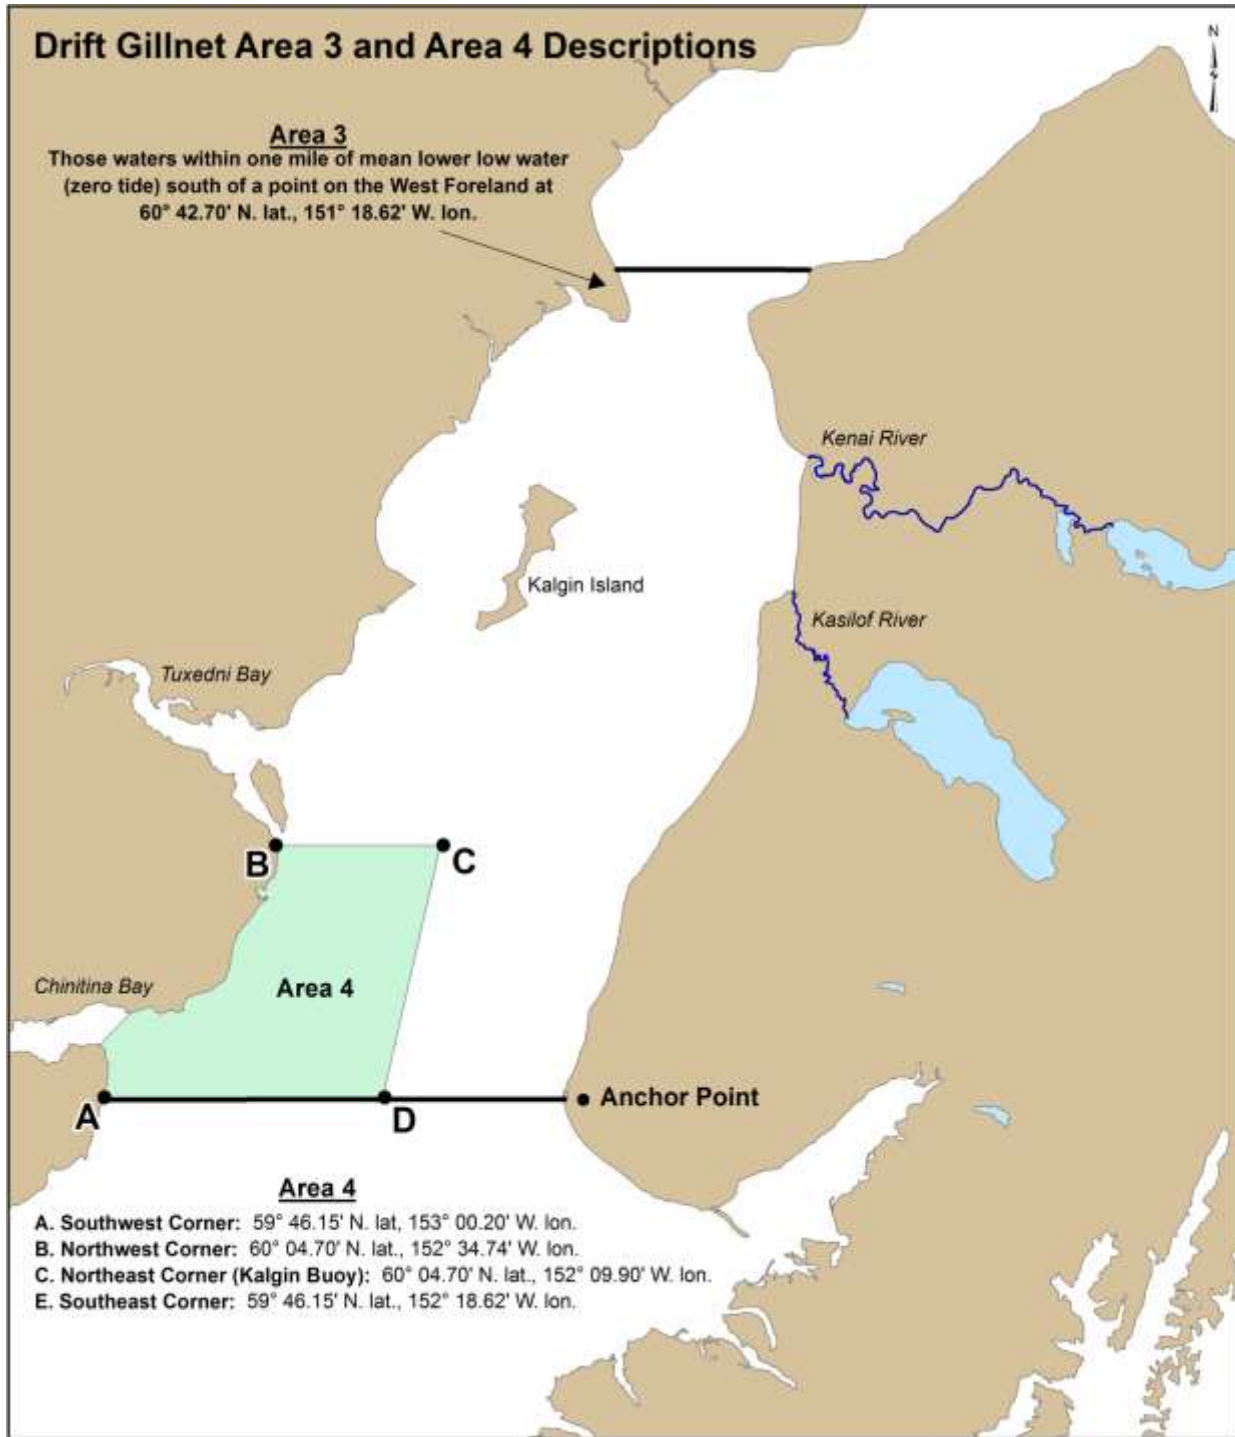 Drift Gillnet Area 3 and Area 4 Descriptions
N
Area 3
Those waters within one mile of mean lower low water
(zero tide) south of a point on the West Foreland at
60° 42.70' N. lat., 151° 18.62' W. lon.
Kenai River
Kalgin Island
Kasilof River
Tuxedni Bay
B
C
Chinitina Bay
Area 4
A
D
Anchor Point
Area 4
A. Southwest Corner: 59° 46.15' N. lat, 153° 00.20' W. lon.
B. Northwest Corner: 60° 04.70' N. lat., 152° 34.74' W. lon.
C. Northeast Corner (Kalgin Buoy): 60° 04.70' N. lat., 152° 09.90' W. lon.
E. Southeast Corner: 59° 46.15' N. lat., 152° 18.62' W. lon.